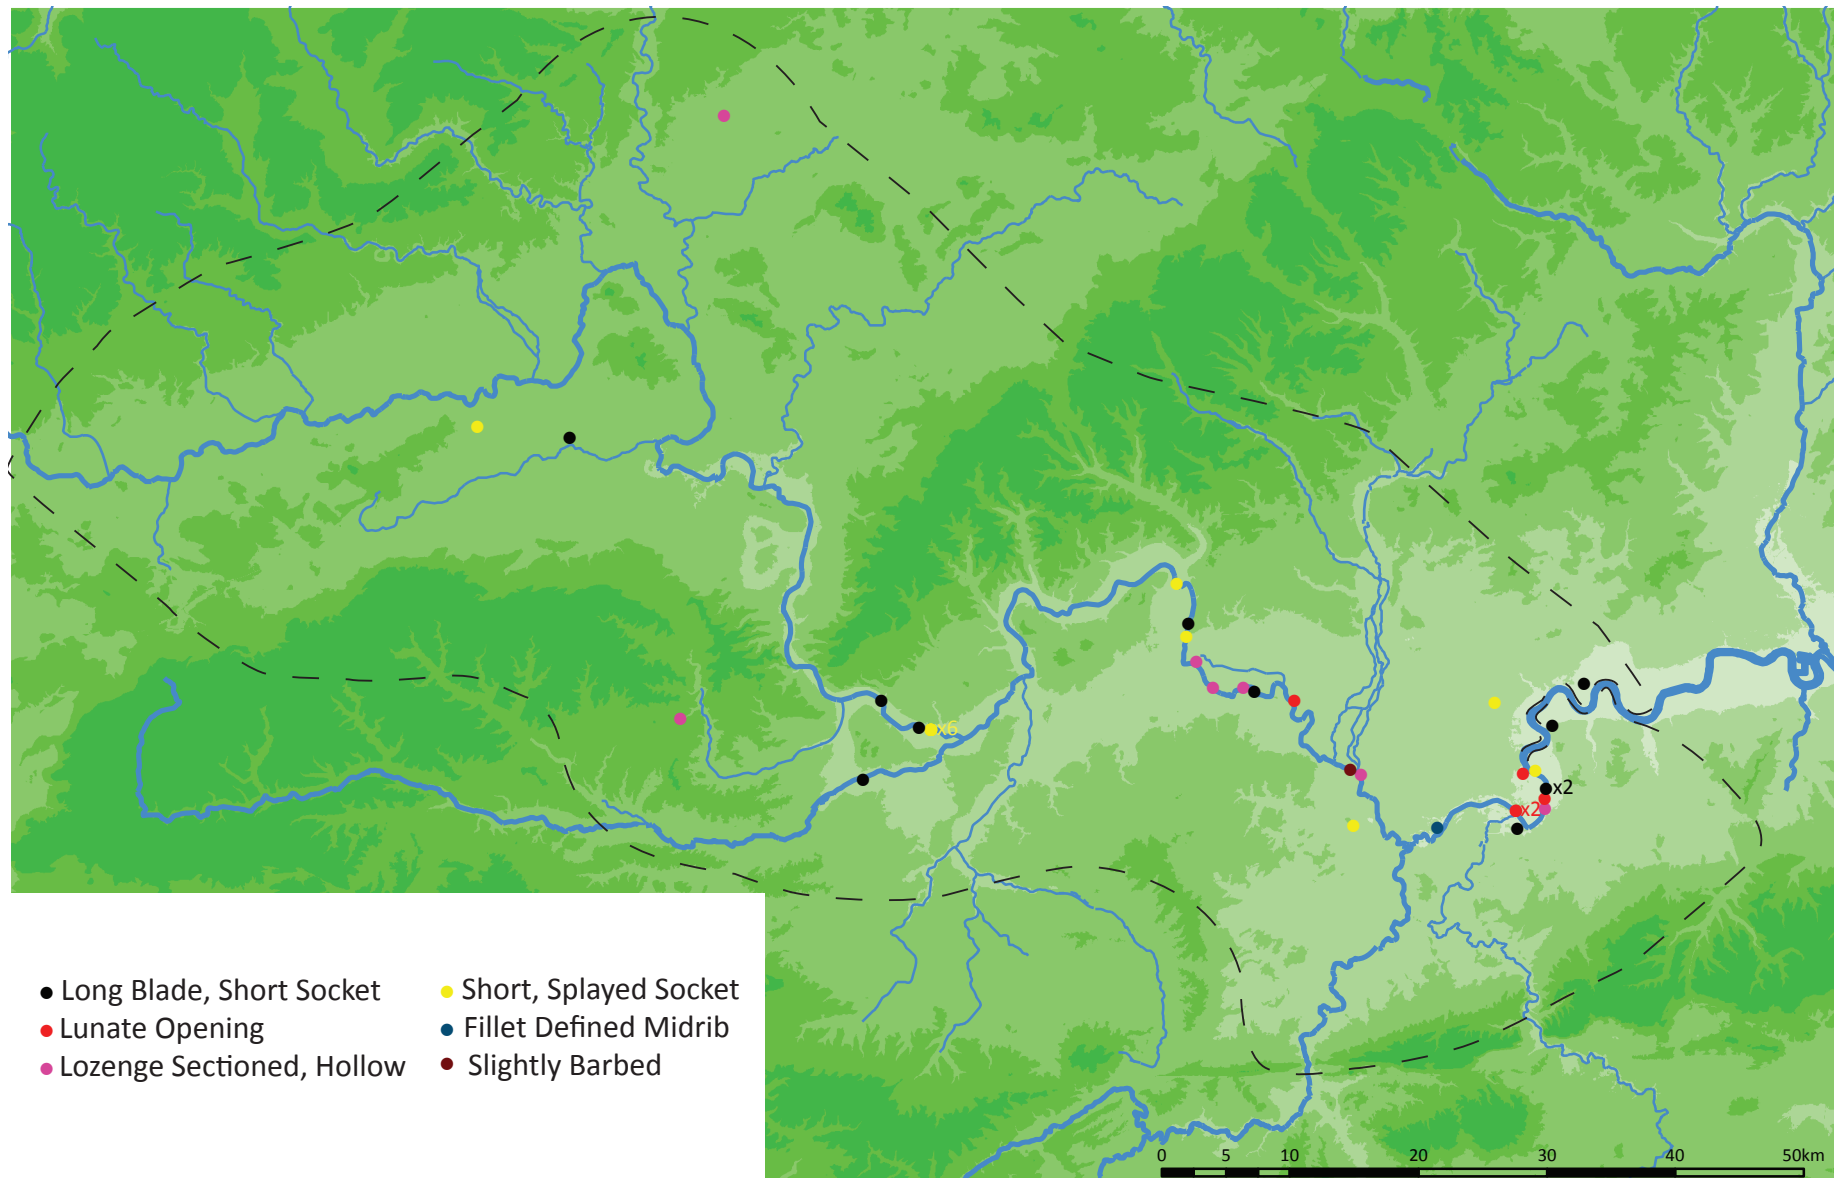 x6
x2
x2
Long Blade, Short Socket
Short, Splayed Socket
Lunate Opening
Fillet Defined Midrib
Lozenge Sectioned, Hollow
Slightly Barbed
0 5 10 20 30 40 50km